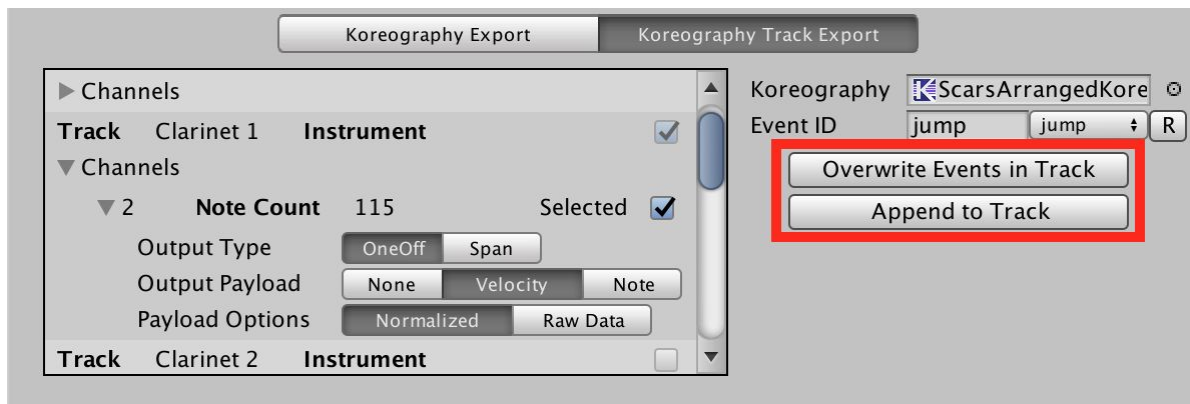 Koreography Export Koreography Track Export
Channels
Track Clarinet 1 Instrument
Channels
2 Note Count 115 Selected
Output Type OneOff Span
Output Payload None Velocity Note
Payload Options Normalized Raw Data
Track Clarinet 2 Instrument
Koreography ScarsArrangedKore
Event ID jump jump R
Overwrite Events in Track
Append to Track